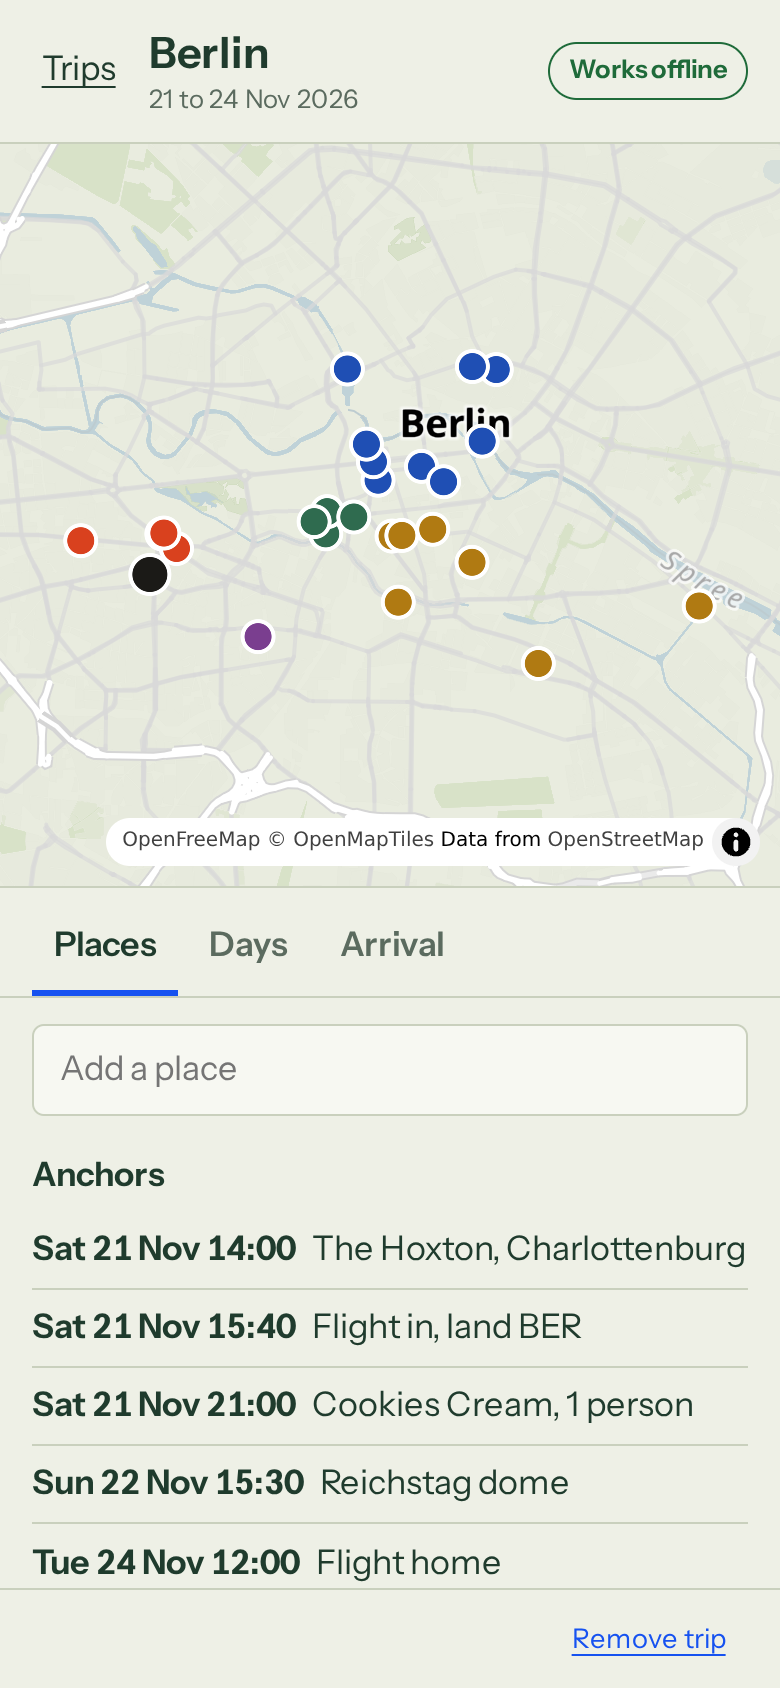 Trips
Berlin
21 to 24 Nov 2026
Works offline
Berlin
Spree
OpenFreeMap © OpenMapTiles Data from OpenStreetMap
Places
Days
Arrival
Add a place
Anchors
Sat 21 Nov 14:00 The Hoxton, Charlottenburg
Sat 21 Nov 15:40 Flight in, land BER
Sat 21 Nov 21:00 Cookies Cream, 1 person
Sun 22 Nov 15:30 Reichstag dome
Tue 24 Nov 12:00 Flight home
Remove trip